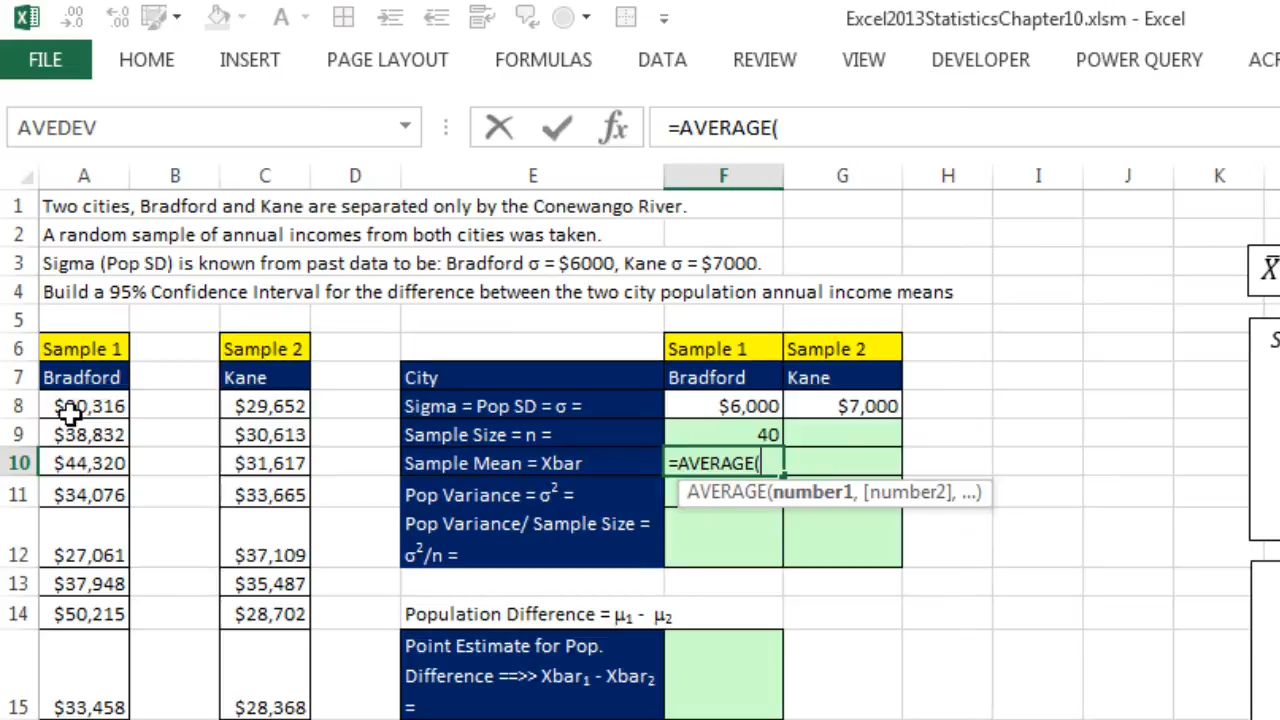 Excel2013StatisticsChapter10.xlsm - Excel
FILE HOME INSERT PAGE LAYOUT FORMULAS DATA REVIEW VIEW DEVELOPER POWER QUERY
AVEDEV fx =AVERAGE(
A B C D E F G H I J K
1 Two cities, Bradford and Kane are separated only by the Conewango River.
2 A random sample of annual incomes from both cities was taken.
3 Sigma (Pop SD) is known from past data to be: Bradford σ = $6000, Kane σ = $7000.
4 Build a 95% Confidence Interval for the difference between the two city population annual income means
5
6 Sample 1 Sample 2 Sample 1 Sample 2
7 Bradford Kane City Bradford Kane
8 $29,652 Sigma = Pop SD = σ = $6,000 $7,000
9 $38,832 $30,613 Sample Size = n = 40
10 $44,320 $31,617 Sample Mean = Xbar =AVERAGE(
AVERAGE(number1, [number2], ...)
11 $34,076 $33,665 Pop Variance = σ² =
Pop Variance/ Sample Size =
12 $27,061 $37,109 σ²/n =
13 $37,948 $35,487
14 $50,215 $28,702 Population Difference = µ₁ - µ₂
Point Estimate for Pop.
Difference ==>> Xbar₁ - Xbar₂
15 $33,458 $28,368 =
X̄